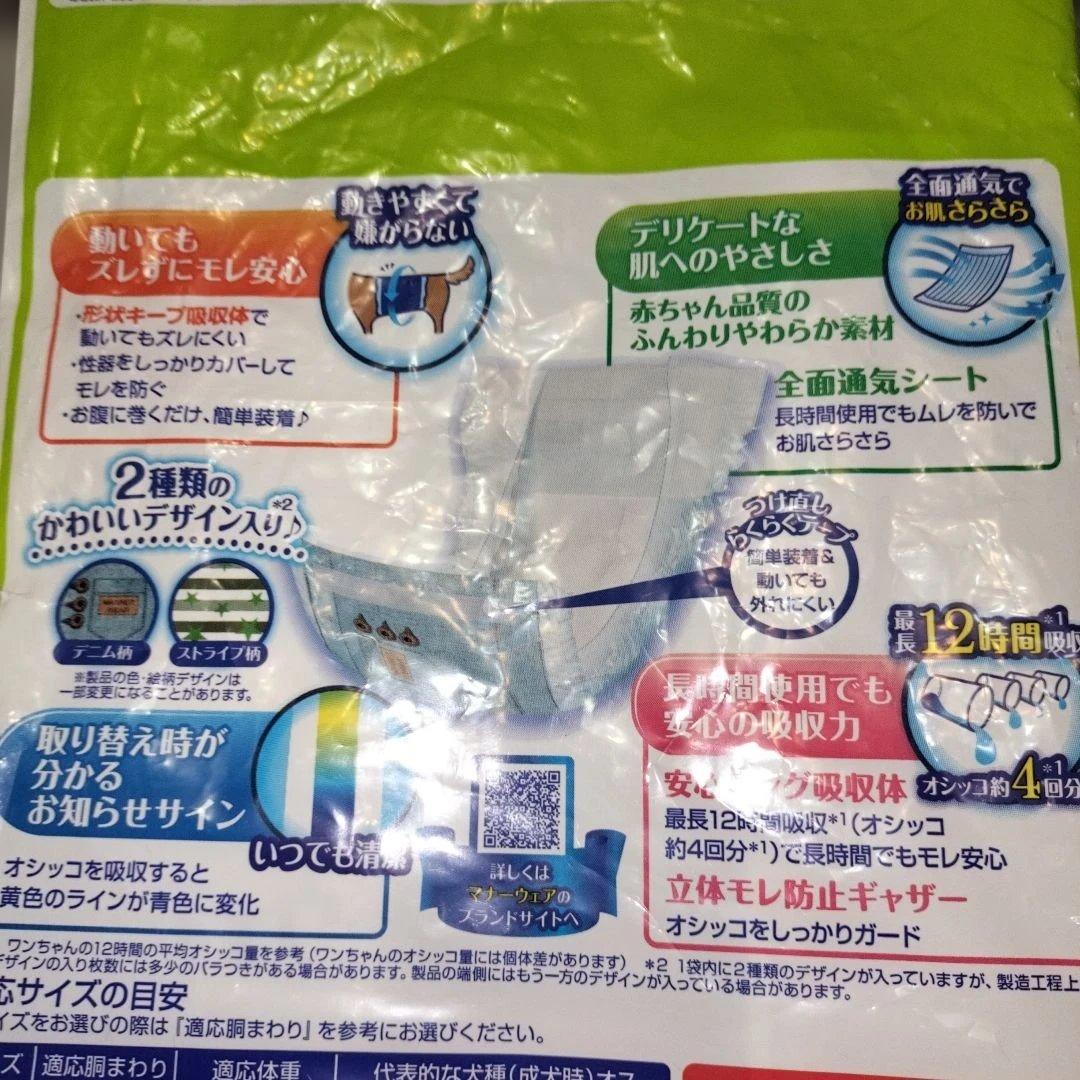 動いても
ズレずにモレ安心
動きやすくて
嫌がらない
・形状キープ吸収体で
動いてもズレにくい
・性器をしっかりカバーして
モレを防ぐ
・お腹に巻くだけ、簡単装着♪
デリケートな
肌へのやさしさ
全面通気で
お肌さらさら
赤ちゃん品質の
ふんわりやわらか素材
全面通気シート
長時間使用でもムレを防いで
お肌さらさら
2種類の
かわいいデザイン入り♪*2
デニム柄
ストライプ柄
※製品の色・絵柄デザインは
一部変更になることがあります。
つけ直し
らくらくテープ
簡単装着&
動いても
外れにくい
取り替え時が
分かる
お知らせサイン
いつでも清潔
オシッコを吸収すると
黄色のラインが青色に変化
詳しくは
マナーウェアの
ブランドサイトへ
最長12時間*1吸収
長時間使用でも
安心の吸収力
オシッコ約4回分*1
吸収体
最長12時間吸収*1(オシッコ
約4回分*1)で長時間でもモレ安心
立体モレ防止ギャザー
オシッコをしっかりガード
ワンちゃんの12時間の平均オシッコ量を参考(ワンちゃんのオシッコ量には個体差があります) *2 1袋内に2種類のデザインが入っていますが、製造工程上
デザインの入り枚数には多少のバラつきがある場合があります。製品の端側にはもう一方のデザインが入っている場合があります。
応サイズの目安
イズをお選びの際は『適応胴まわり』を参考にお選びください。
ズ 適応胴まわり 適応体重 代表的な犬種(成犬時)オス